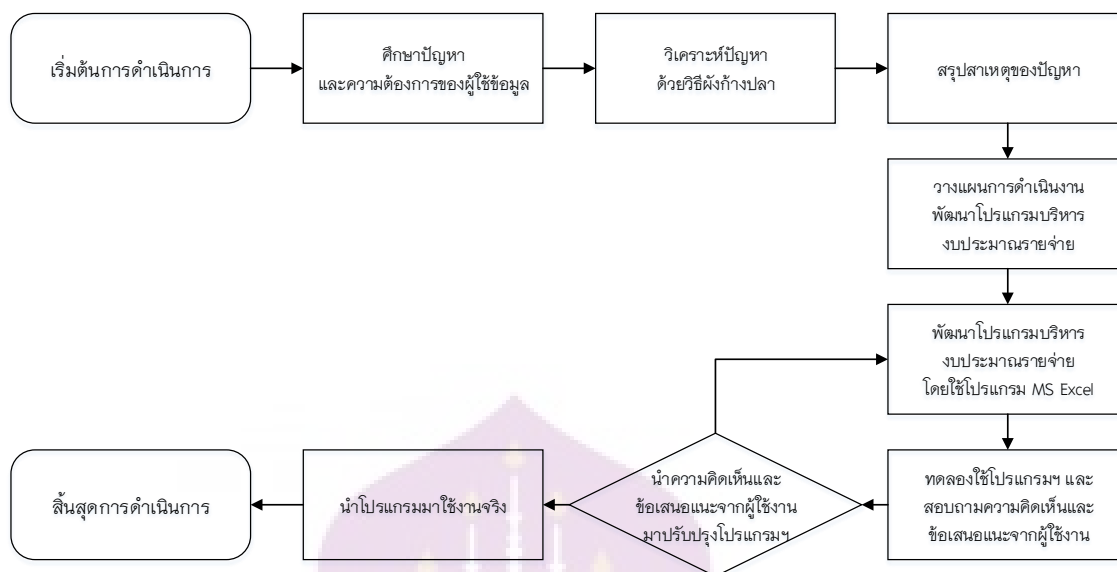 เริ่มต้นการดำเนินการ
ศึกษาปัญหา
และความต้องการของผู้ใช้ข้อมูล
วิเคราะห์ปัญหา
ด้วยวิธีผังก้างปลา
สรุปสาเหตุของปัญหา
วางแผนการดำเนินงาน
พัฒนาโปรแกรมบริหาร
งบประมาณรายจ่าย
พัฒนาโปรแกรมบริหาร
งบประมาณรายจ่าย
โดยใช้โปรแกรม MS Excel
ทดลองใช้โปรแกรมฯ และ
สอบถามความคิดเห็นและ
ข้อเสนอแนะจากผู้ใช้งาน
นำความคิดเห็นและ
ข้อเสนอแนะจากผู้ใช้งาน
มาปรับปรุงโปรแกรมฯ
นำโปรแกรมมาใช้งานจริง
สิ้นสุดการดำเนินการ